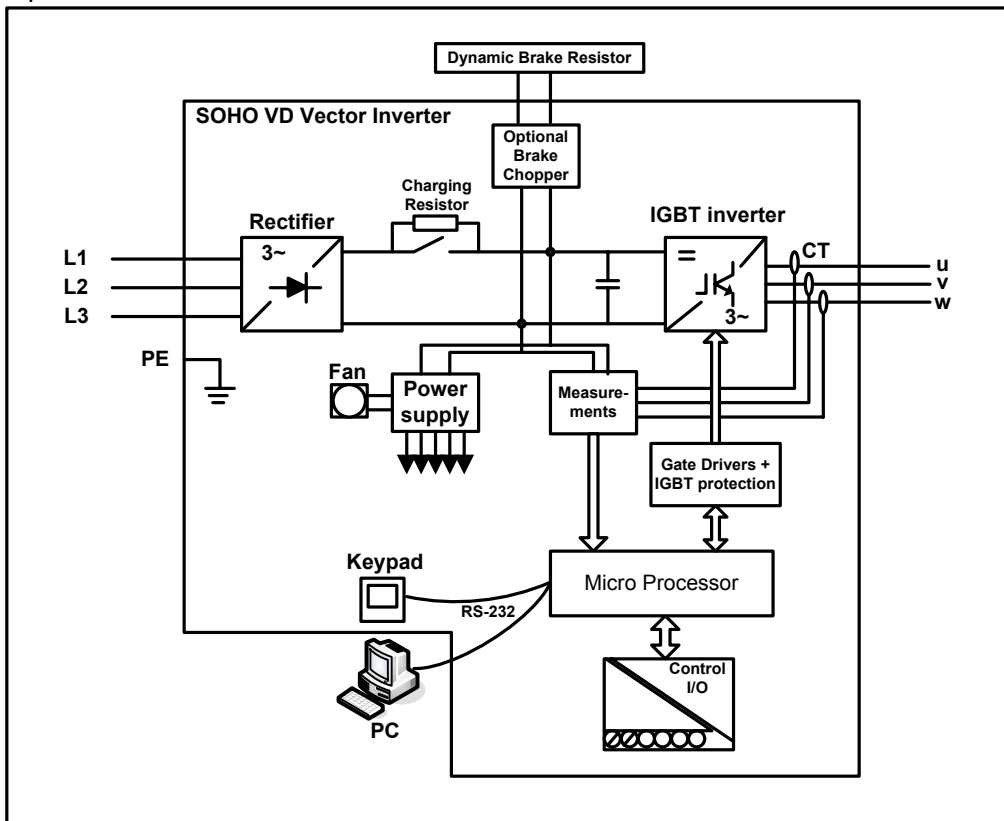 Dynamic Brake Resistor
SOHO VD Vector Inverter
Optional
Brake
Chopper
Charging
Resistor
Rectifier
IGBT inverter
3~
CT
L1
L2
L3
u
v
w
3~
PE
Fan
Power
supply
Measure-
ments
Gate Drivers +
IGBT protection
Keypad
RS-232
Micro Processor
PC
Control
I/O